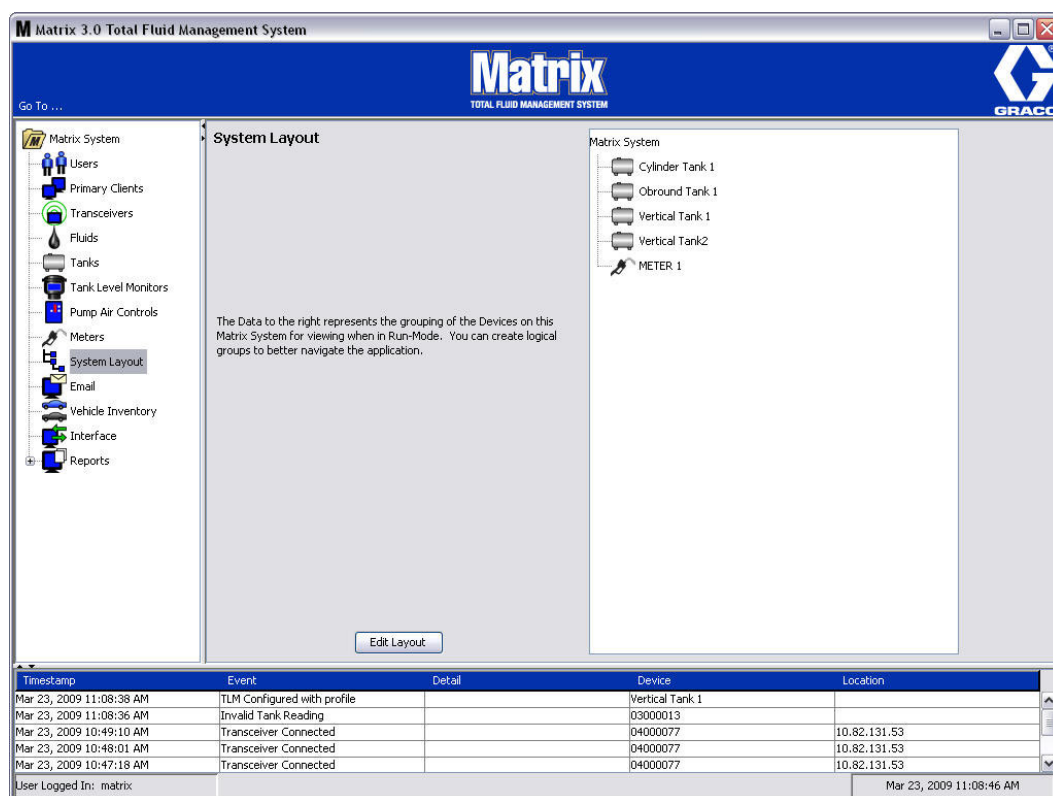 Matrix 3.0 Total Fluid Management System
Matrix
TOTAL FLUID MANAGEMENT SYSTEM
Go To ...
GRACO
Matrix System
Users
Primary Clients
Transceivers
Fluids
Tanks
Tank Level Monitors
Pump Air Controls
Meters
System Layout
Email
Vehicle Inventory
Interface
Reports
System Layout
The Data to the right represents the grouping of the Devices on this
Matrix System for viewing when in Run-Mode. You can create logical
groups to better navigate the application.
Edit Layout
Matrix System
Cylinder Tank 1
Obround Tank 1
Vertical Tank 1
Vertical Tank2
METER 1
Timestamp Event Detail Device Location
Mar 23, 2009 11:08:38 AM TLM Configured with profile Vertical Tank 1
Mar 23, 2009 11:08:36 AM Invalid Tank Reading 03000013
Mar 23, 2009 10:49:10 AM Transceiver Connected 04000077 10.82.131.53
Mar 23, 2009 10:48:01 AM Transceiver Connected 04000077 10.82.131.53
Mar 23, 2009 10:47:18 AM Transceiver Connected 04000077 10.82.131.53
User Logged In: matrix Mar 23, 2009 11:08:46 AM